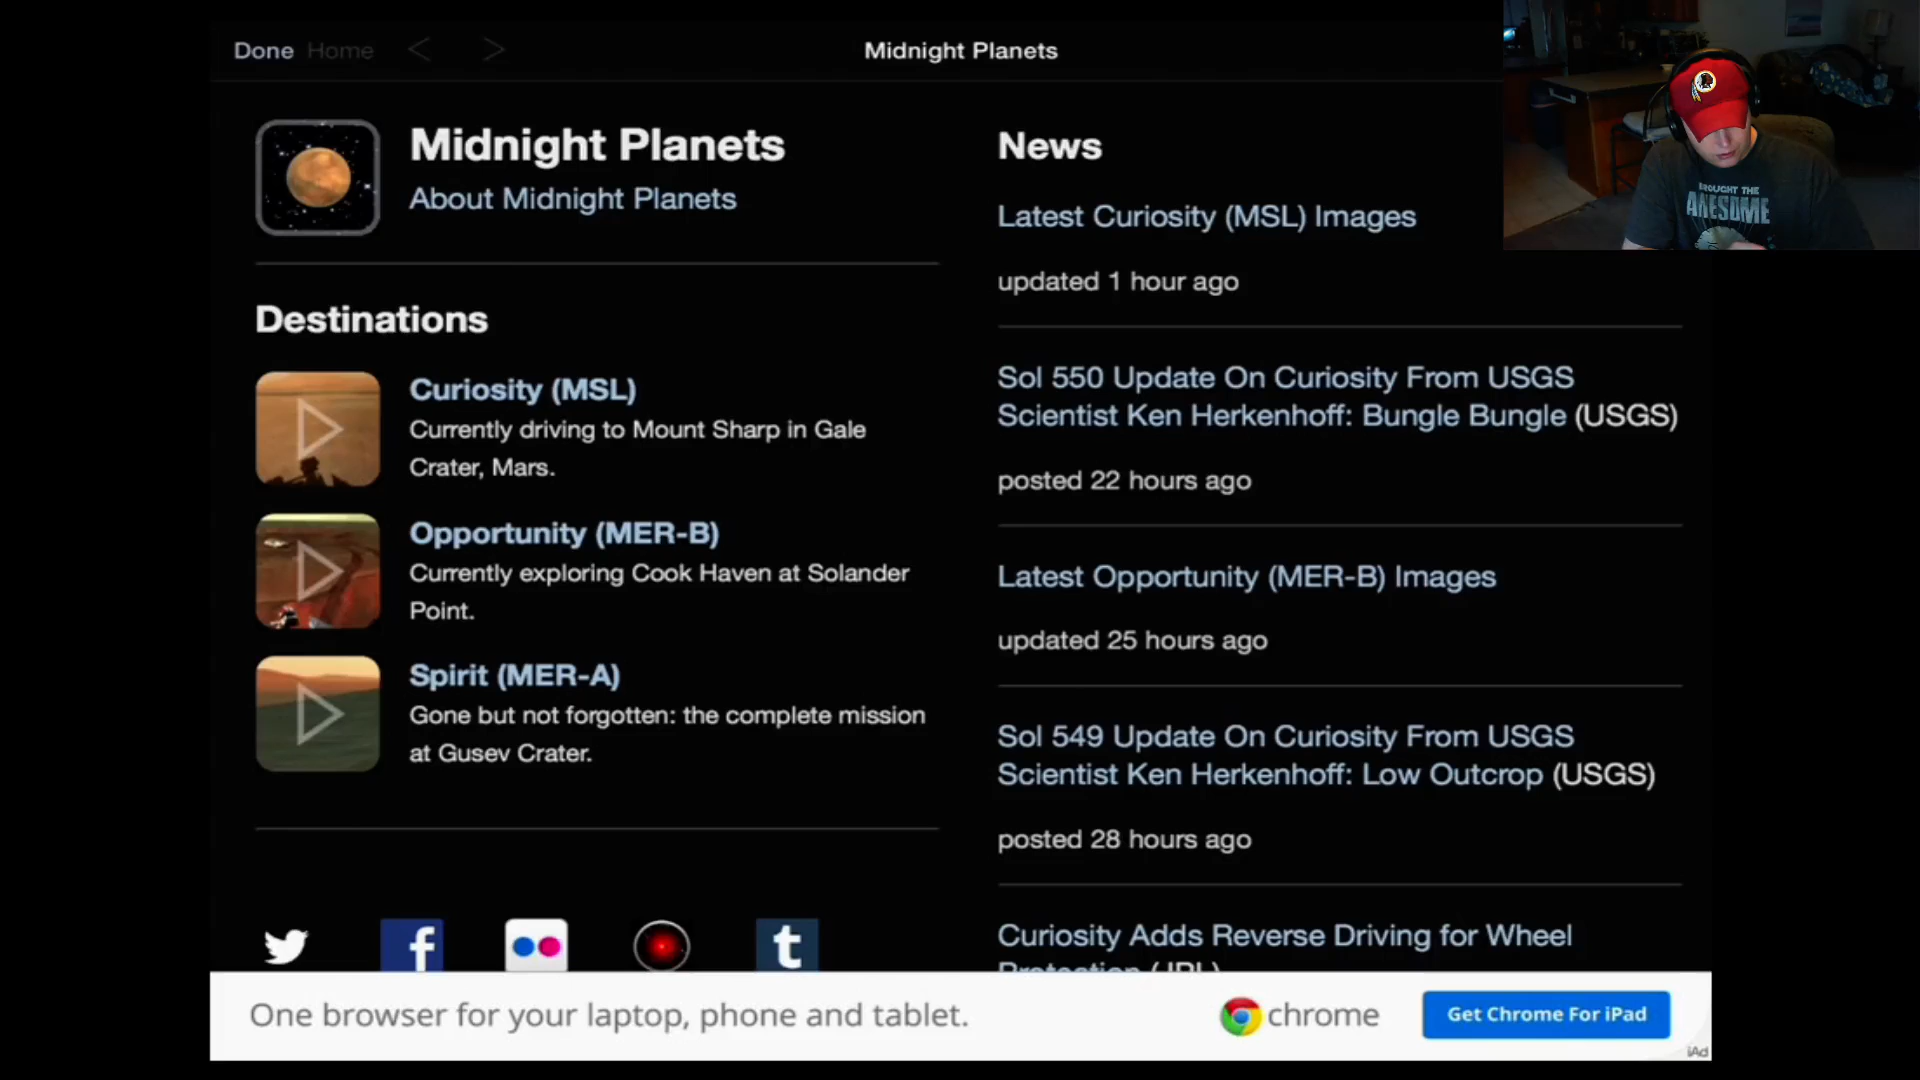 Done Home < >
Midnight Planets
Midnight Planets
About Midnight Planets
Destinations
Curiosity (MSL)
Currently driving to Mount Sharp in Gale
Crater, Mars.
Opportunity (MER-B)
Currently exploring Cook Haven at Solander
Point.
Spirit (MER-A)
Gone but not forgotten: the complete mission
at Gusev Crater.
f
t
News
Latest Curiosity (MSL) Images
updated 1 hour ago
Sol 550 Update On Curiosity From USGS
Scientist Ken Herkenhoff: Bungle Bungle (USGS)
posted 22 hours ago
Latest Opportunity (MER-B) Images
updated 25 hours ago
Sol 549 Update On Curiosity From USGS
Scientist Ken Herkenhoff: Low Outcrop (USGS)
posted 28 hours ago
Curiosity Adds Reverse Driving for Wheel
Protection (JPL)
BROUGHT THE
AWESOME
One browser for your laptop, phone and tablet.
chrome
Get Chrome For iPad
iAd